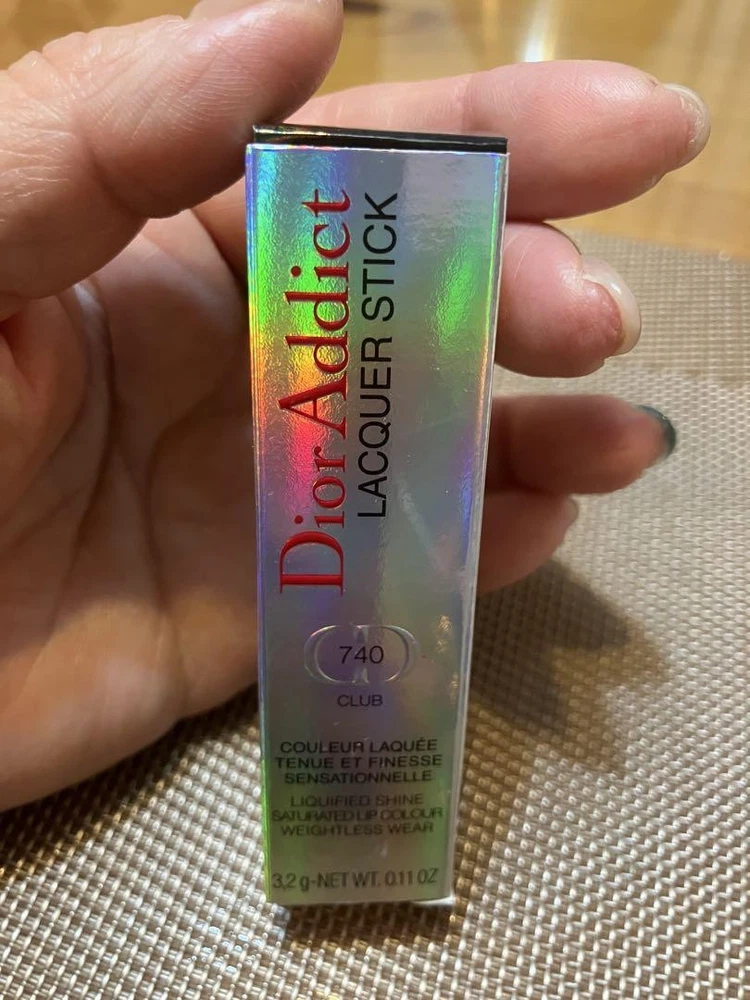 Dior Addict
LACQUER STICK
740
CLUB
COULEUR LAQUÉE
TENUE ET FINESSE
SENSATIONNELLE
LIQUIFIED SHINE
SATURATED LIP COLOUR
WEIGHTLESS WEAR
3,2 g-NET WT. 0.11 OZ